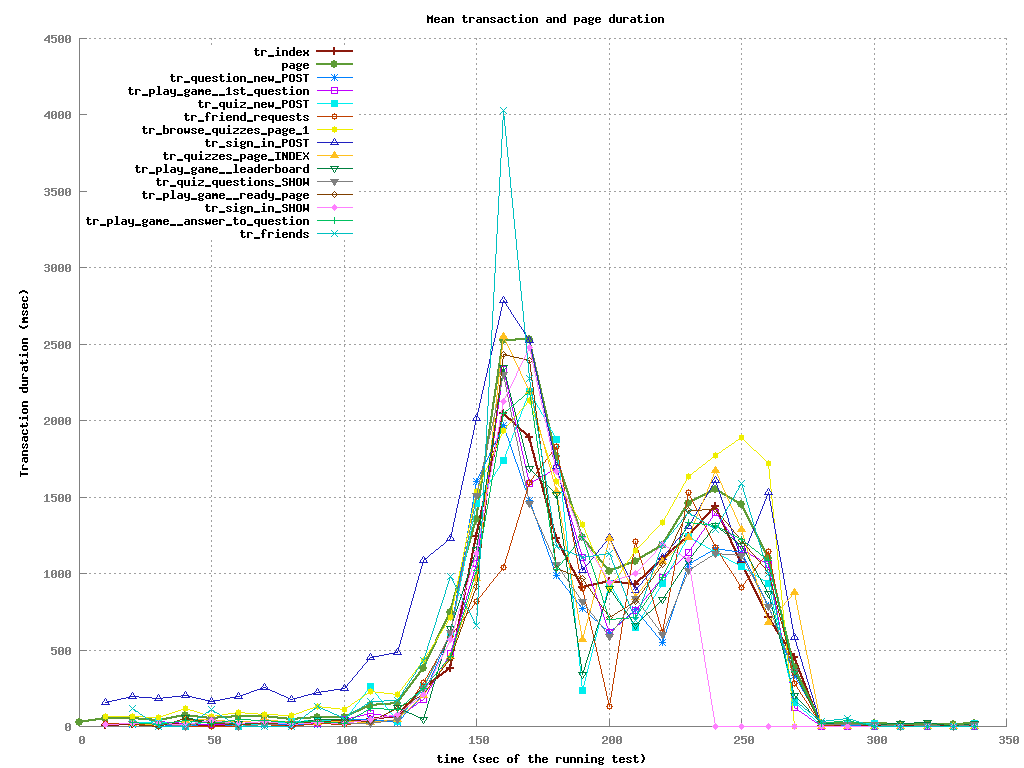 Mean transaction and page duration
4500
4000
3500
3000
2500
2000
1500
1000
500
0
Transaction duration (msec)
tr_index
page
tr_question_new_POST
tr_play_game__1st_question
tr_quiz_new_POST
tr_friend_requests
tr_browse_quizzes_page_1
tr_sign_in_POST
tr_quizzes_page_INDEX
tr_play_game__leaderboard
tr_quiz_questions_SHOW
tr_play_game__ready_page
tr_sign_in_SHOW
tr_play_game__answer_to_question
tr_friends
0 50 100 150 200 250 300 350
time (sec of the running test)